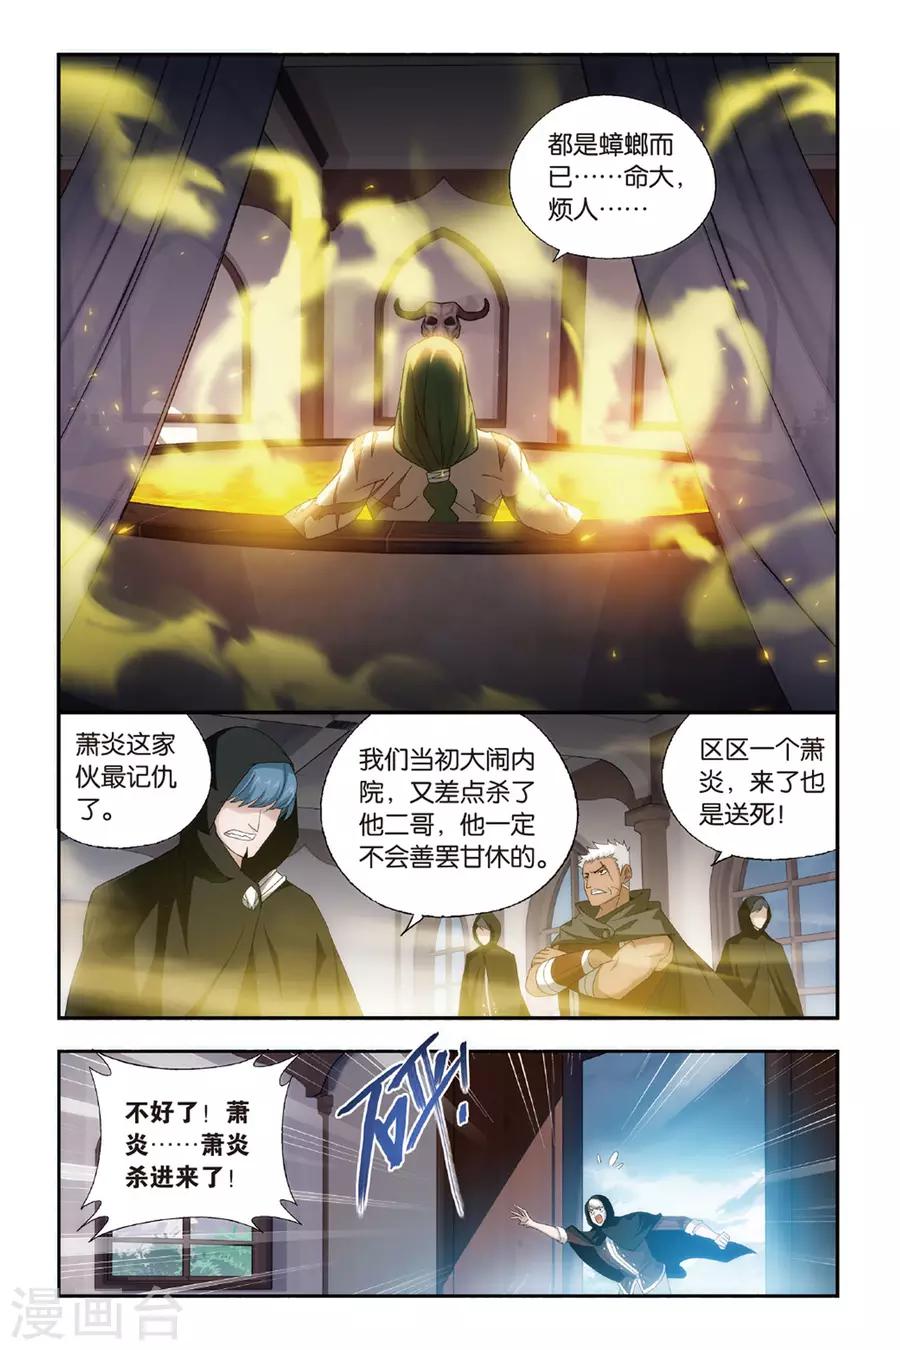 都是蟑螂而
已……命大，
烦人……
萧炎这家
伙最记仇
了。
我们当初大闹内
院，又差点杀了
他二哥，他一定
不会善罢甘休的。
区区一个萧
炎，来了也
是送死！
砰！
不好了！萧
炎……萧炎
杀进来了！
漫画台